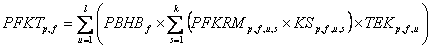 PFKT_{p,f} = \sum_{u=1}^{l} \left( PBHB_f \times \sum_{s=1}^{k} \left( PFKRM_{p,f,u,s} \times KS_{p,f,u,s} \right) \times TEK_{p,f,u} \right)